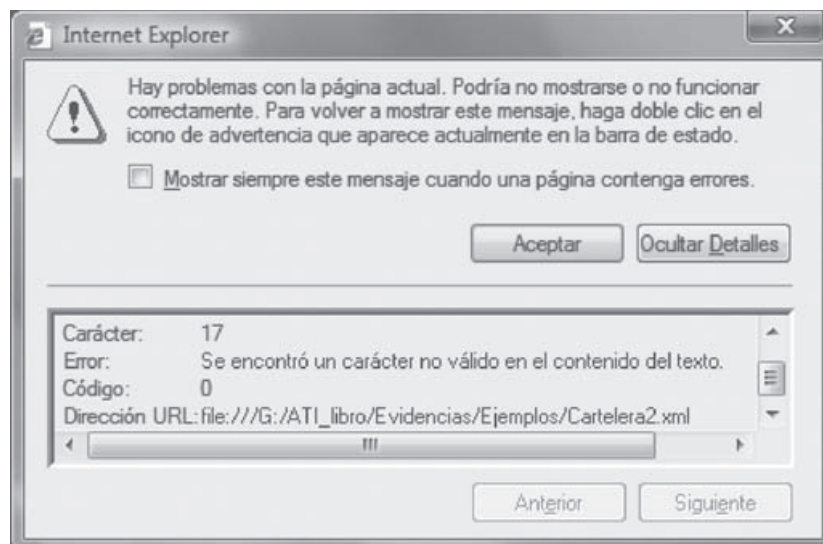 Internet Explorer
Hay problemas con la página actual. Podría no mostrarse o no funcionar
correctamente. Para volver a mostrar este mensaje, haga doble clic en el
icono de advertencia que aparece actualmente en la barra de estado.
Mostrar siempre este mensaje cuando una página contenga errores.
Aceptar Ocultar Detalles
Carácter: 17
Error: Se encontró un carácter no válido en el contenido del texto.
Código: 0
Dirección URL:file:///G:/ATI_libro/Evidencias/Ejemplos/Cartelera2.xml
Anterior Siguiente